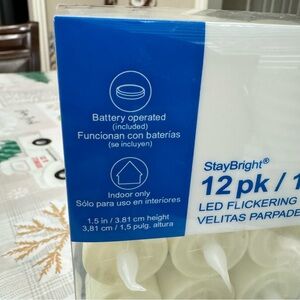 Battery operated
(included)
Funcionan con baterías
(se incluyen)
Indoor only
Sólo para uso en interiores
1.5 in / 3.81 cm height
3,81 cm / 1,5 pulg. altura
StayBright®
12 pk / 1
LED FLICKERING
VELITAS PARPADE